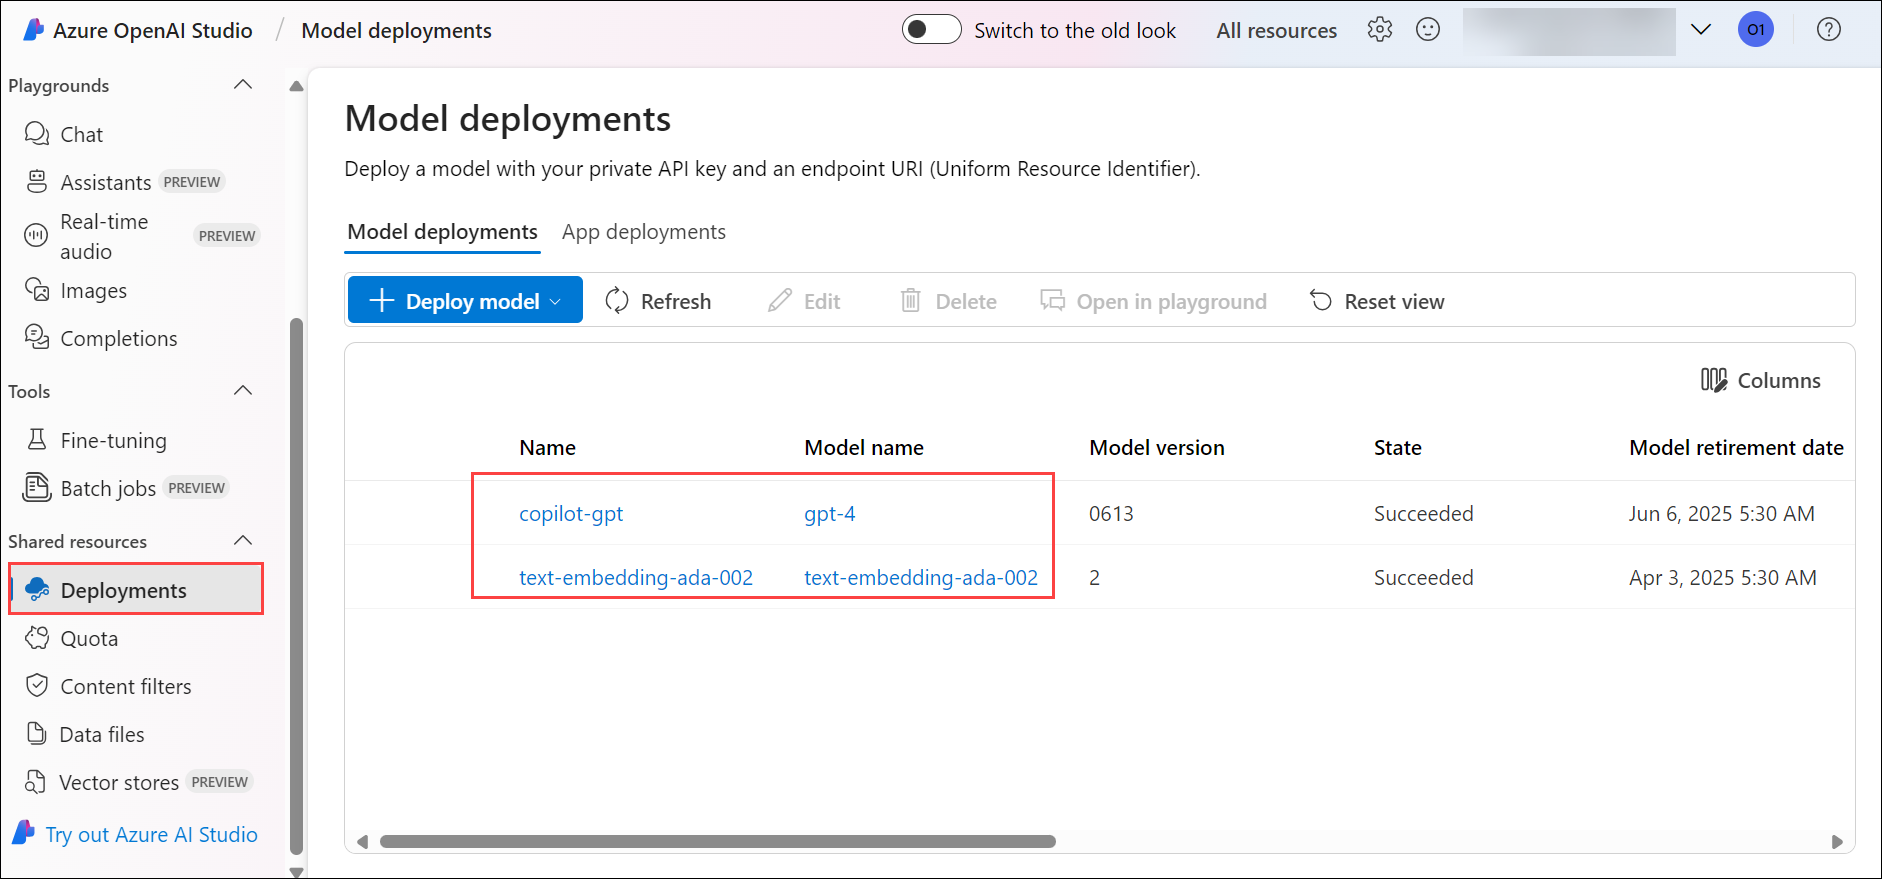 Azure OpenAI Studio / Model deployments
Switch to the old look
All resources
O1
Playgrounds
Chat
Assistants PREVIEW
Real-time audio PREVIEW
Images
Completions
Tools
Fine-tuning
Batch jobs PREVIEW
Shared resources
Deployments
Quota
Content filters
Data files
Vector stores PREVIEW
Try out Azure AI Studio
Model deployments
Deploy a model with your private API key and an endpoint URI (Uniform Resource Identifier).
Model deployments App deployments
Deploy model Refresh Edit Delete Open in playground Reset view
Columns
Name Model name Model version State Model retirement date
copilot-gpt gpt-4 0613 Succeeded Jun 6, 2025 5:30 AM
text-embedding-ada-002 text-embedding-ada-002 2 Succeeded Apr 3, 2025 5:30 AM